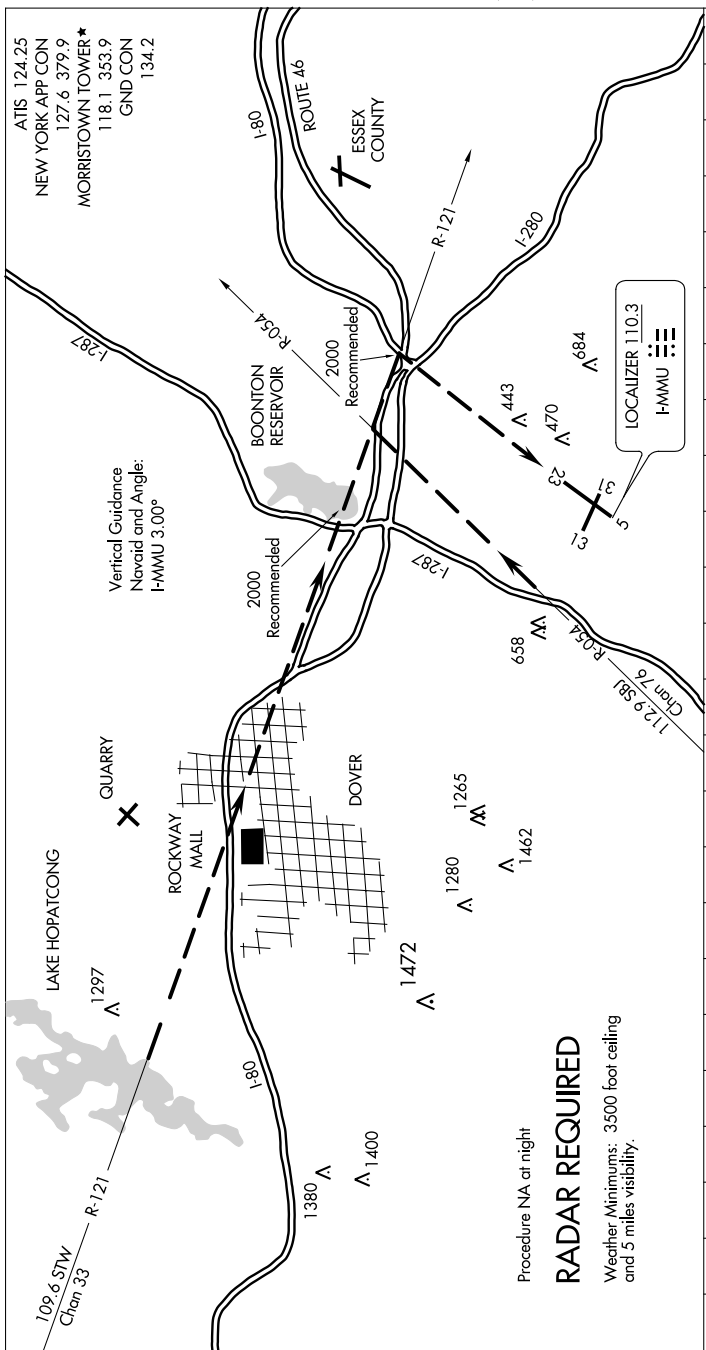 ATIS 124.25
NEW YORK APP CON
127.6 379.9
MORRISTOWN TOWER★
118.1 353.9
GND CON
134.2
I-287
I-80
ROUTE 46
ESSEX
COUNTY
R-054
R-121
I-280
2000
Recommended
BOONTON
RESERVOIR
Vertical Guidance
Navaid and Angle:
I-MMU 3.00°
2000
Recommended
443
470
684
LOCALIZER 110.3
I-MMU
23
31
13
5
I-287
658
R-054
112.9 SBJ
Chan 76
QUARRY
LAKE HOPATCONG
ROCKWAY
MALL
DOVER
1297
1265
1280
1462
1472
I-80
109.6 STW
Chan 33
R-121
1380
1400
Procedure NA at night
RADAR REQUIRED
Weather Minimums: 3500 foot ceiling
and 5 miles visibility.